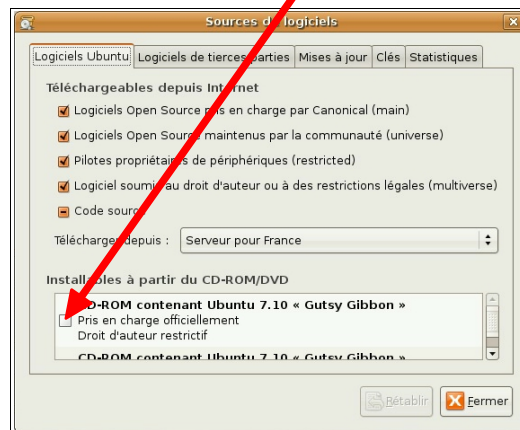 Sources de logiciels
Logiciels Ubuntu Logiciels de tierces parties Mises à jour Clés Statistiques
Téléchargeables depuis Internet
Logiciels Open Source pris en charge par Canonical (main)
Logiciels Open Source maintenus par la communauté (universe)
Pilotes propriétaires de périphériques (restricted)
Logiciel soumis au droit d'auteur ou à des restrictions légales (multiverse)
Code source
Télécharger depuis : Serveur pour France
Installables à partir du CD-ROM/DVD
CD-ROM contenant Ubuntu 7.10 « Gutsy Gibbon »
Pris en charge officiellement
Droit d'auteur restrictif
CD-ROM contenant Ubuntu 7.10 « Gutsy Gibbon »
Rétablir Fermer